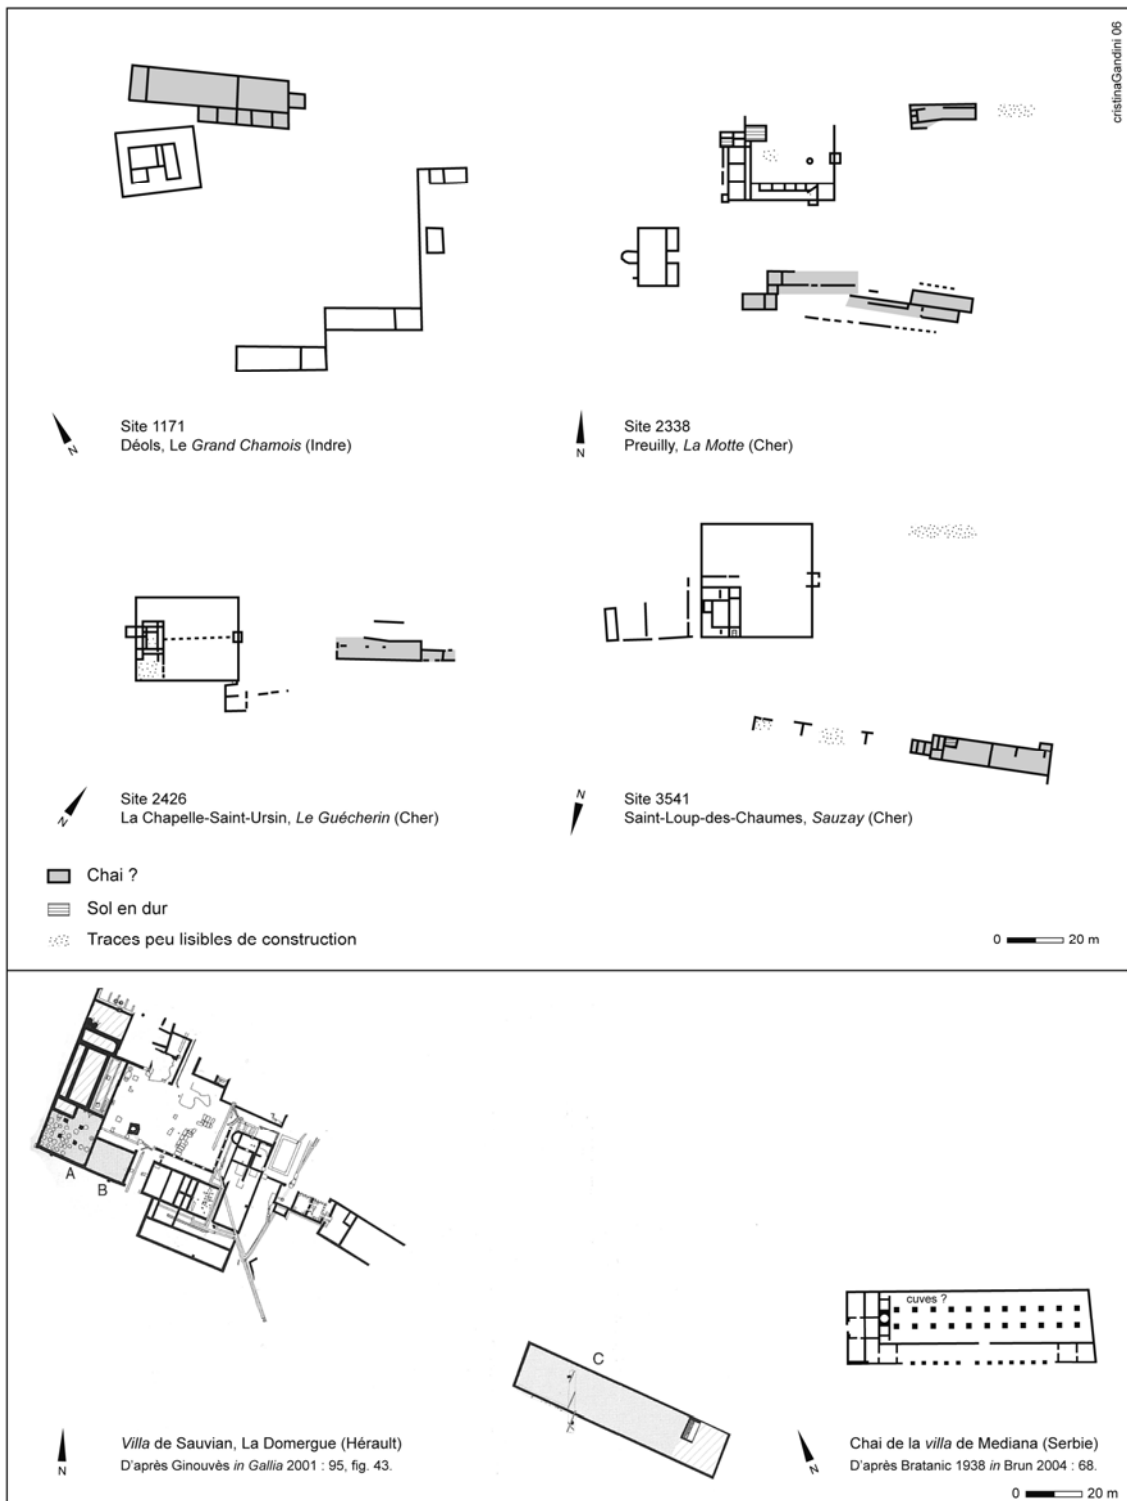 cristinaGandini 06
N
Site 1171
Déols, Le Grand Chamois (Indre)
N
Site 2338
Preuilly, La Motte (Cher)
N
Site 2426
La Chapelle-Saint-Ursin, Le Guécherin (Cher)
N
Site 3541
Saint-Loup-des-Chaumes, Sauzay (Cher)
Chai ?
Sol en dur
Traces peu lisibles de construction
0 20 m
A
B
C
cuves ?
N
Villa de Sauvian, La Domergue (Hérault)
D'après Ginouvès in Gallia 2001 : 95, fig. 43.
N
Chai de la villa de Mediana (Serbie)
D'après Bratanic 1938 in Brun 2004 : 68.
0 20 m